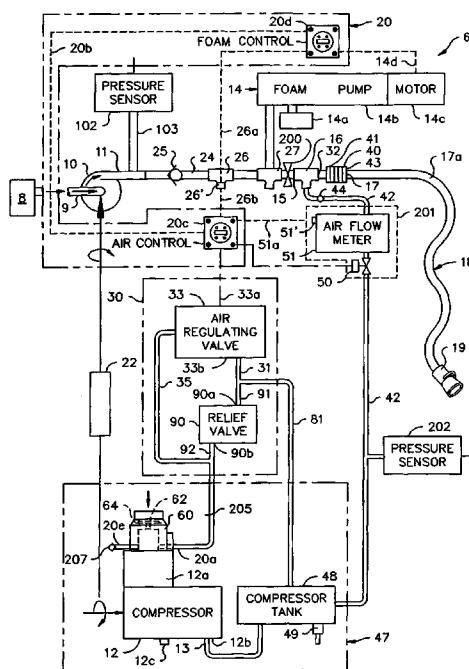 20d
20
20b
FOAM CONTROL
6
14d
PRESSURE SENSOR
14
FOAM PUMP
MOTOR
102
103
26a
14a
14b
14c
200
16
41
10
11
25
24
26
27
32
40
43
17a
8
26'
26b
15
44
17
42
9
20c
201
51a
51'
AIR FLOW METER
18
AIR CONTROL
51
50
30
33
33a
AIR REGULATING VALVE
19
33b
31
22
35
90a
91
42
202
90
RELIEF VALVE
81
PRESSURE SENSOR
92
90b
62
205
64
60
20e
48
207
20a
12a
COMPRESSOR TANK
COMPRESSOR
49
47
12
12c
13
12b